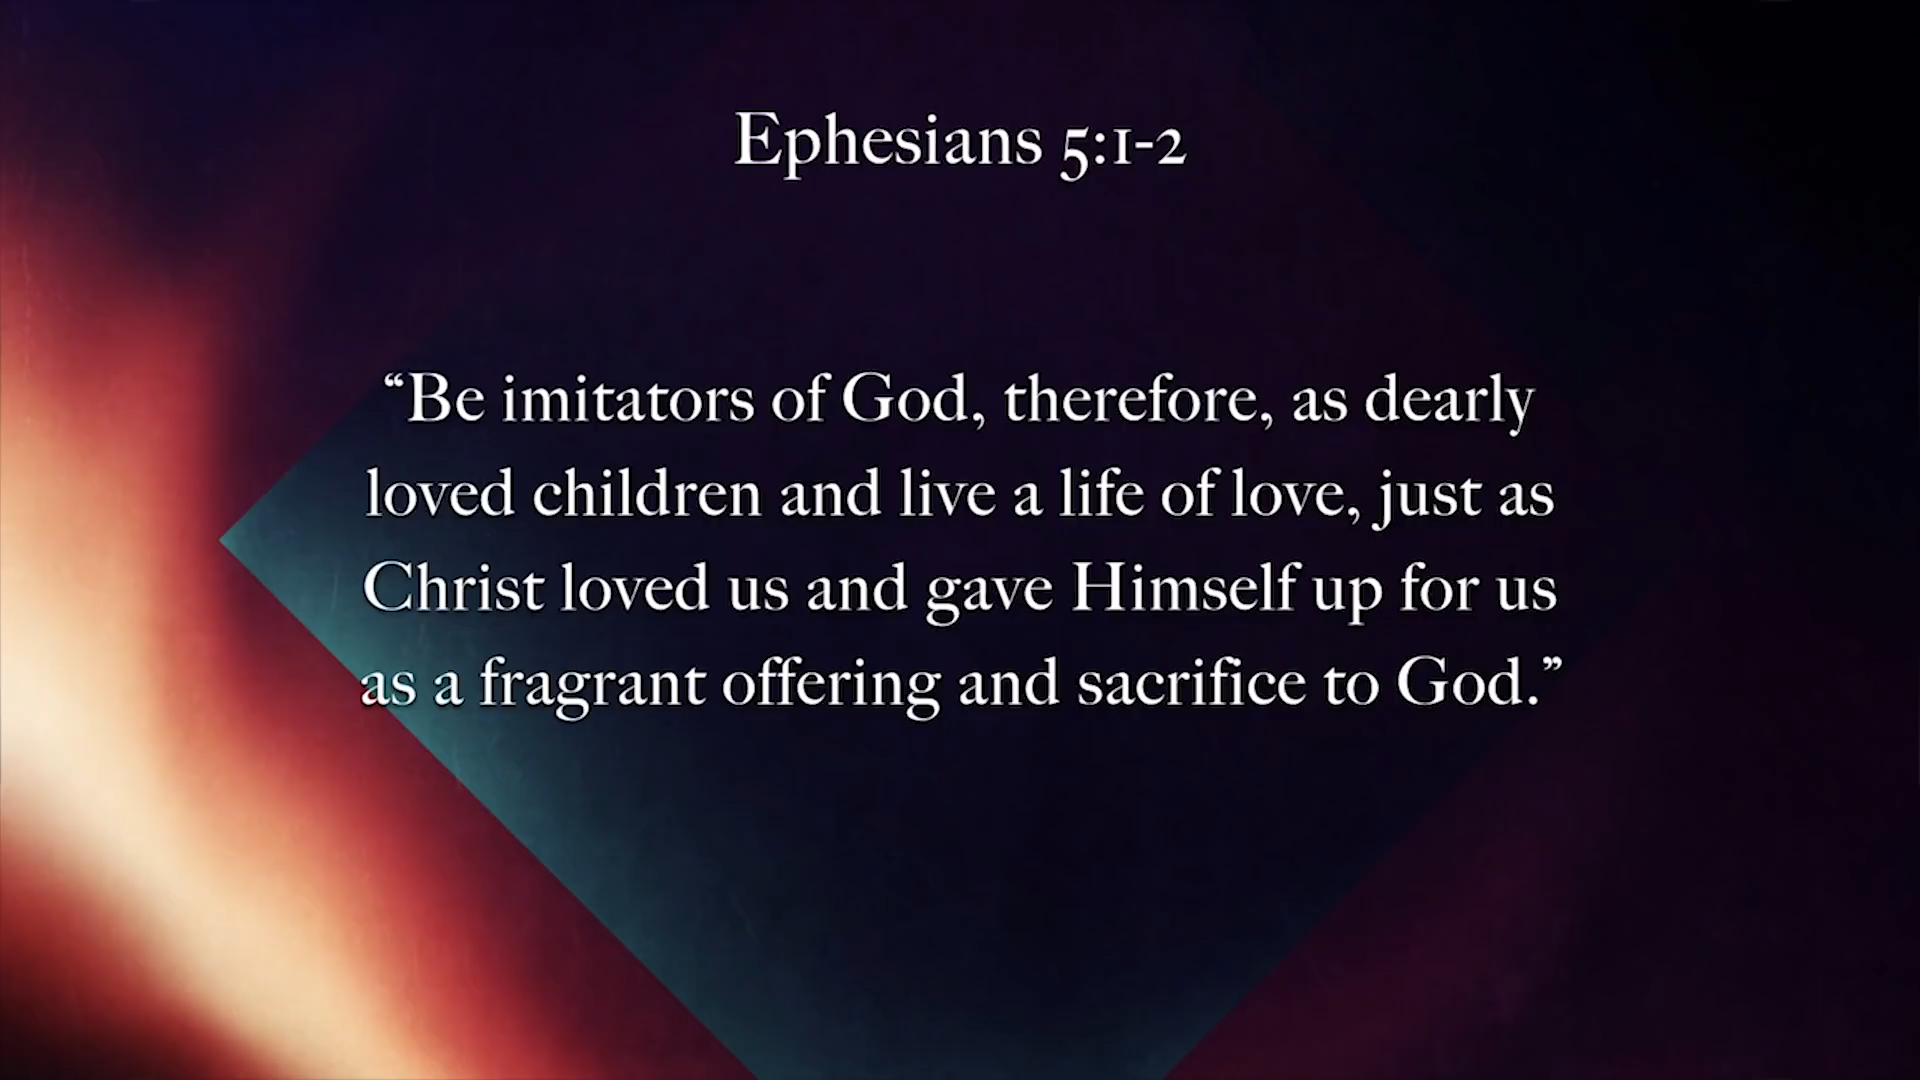 Ephesians 5:1-2
“Be imitators of God, therefore, as dearly
loved children and live a life of love, just as
Christ loved us and gave Himself up for us
as a fragrant offering and sacrifice to God.”